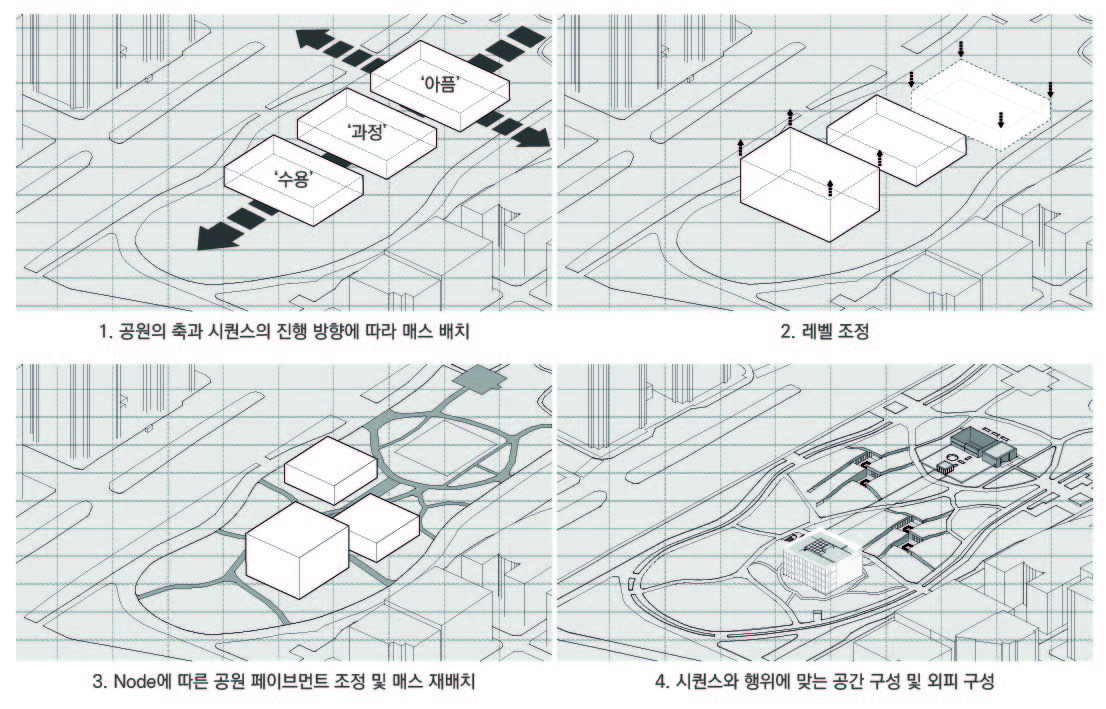 ‘아픔’
‘과정’
‘수용’
1. 공원의 축과 시퀀스의 진행 방향에 따라 매스 배치
2. 레벨 조정
3. Node에 따른 공원 페이브먼트 조정 및 매스 재배치
4. 시퀀스와 행위에 맞는 공간 구성 및 외피 구성